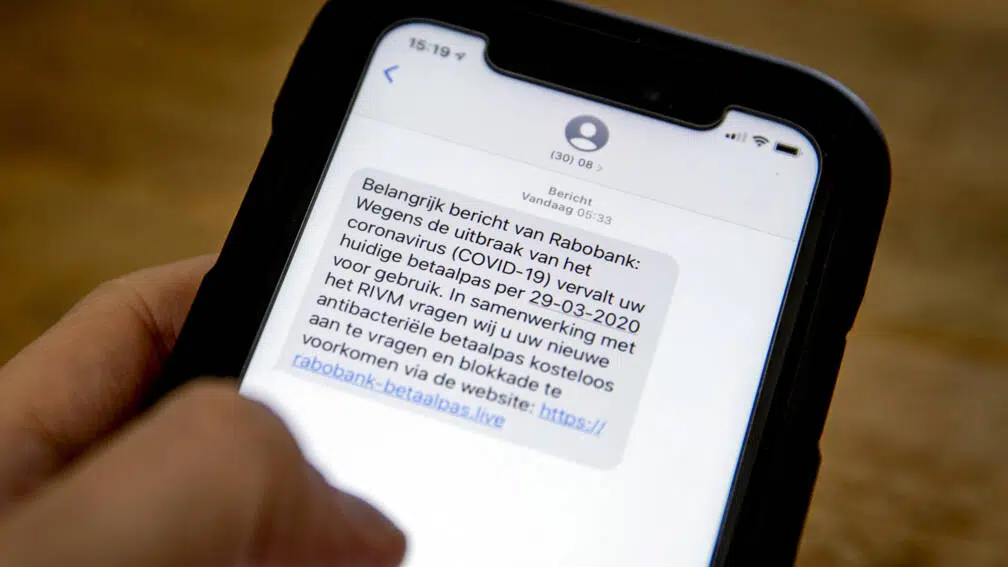 15:19
(30) 08 >
Bericht
Vandaag 05:33
Belangrijk bericht van Rabobank:
Wegens de uitbraak van het
coronavirus (COVID-19) vervalt uw
huidige betaalpas per 29-03-2020
voor gebruik. In samenwerking met
het RIVM vragen wij u uw nieuwe
antibacteriële betaalpas kosteloos
aan te vragen en blokkade te
voorkomen via de website: https://
rabobank-betaalpas.live